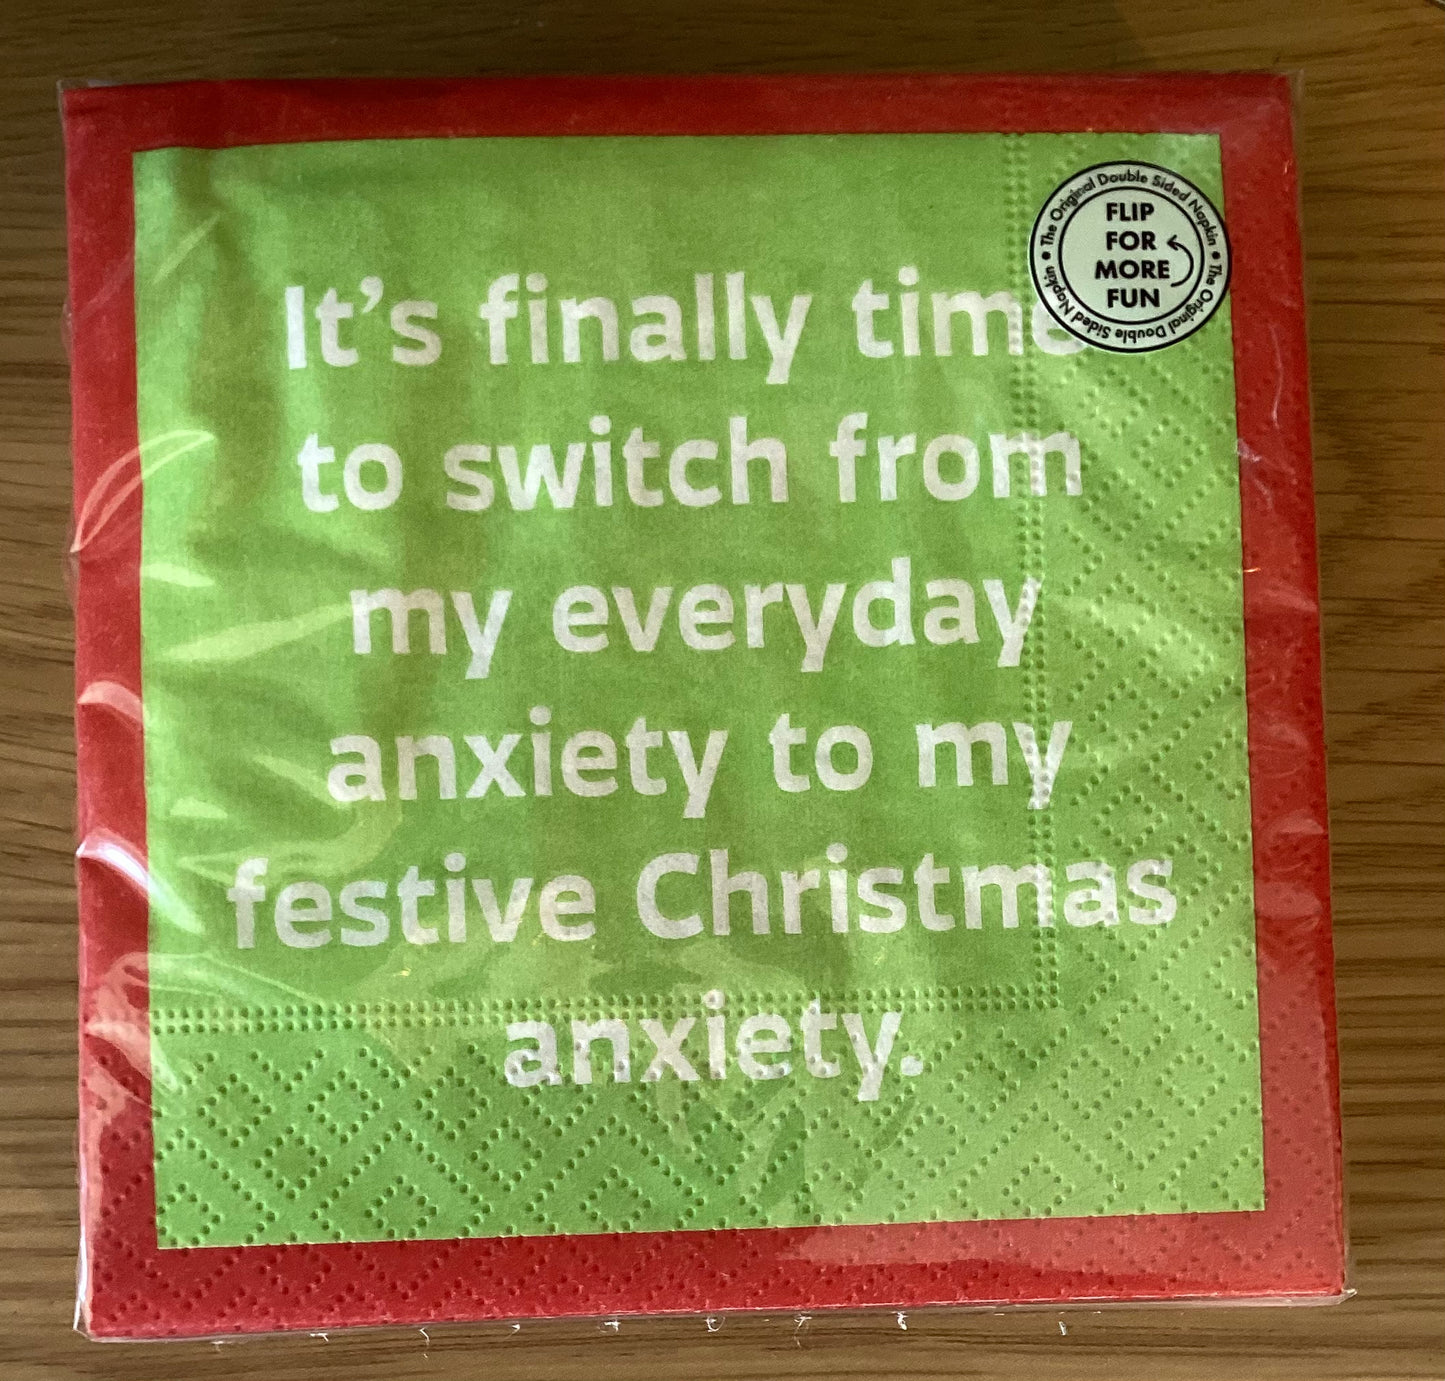 It's finally time
to switch from
my everyday
anxiety to my
festive Christmas
anxiety.
The Original Double Sided Napkin • The Original Double Sided Napkin •
FLIP
FOR
MORE
FUN